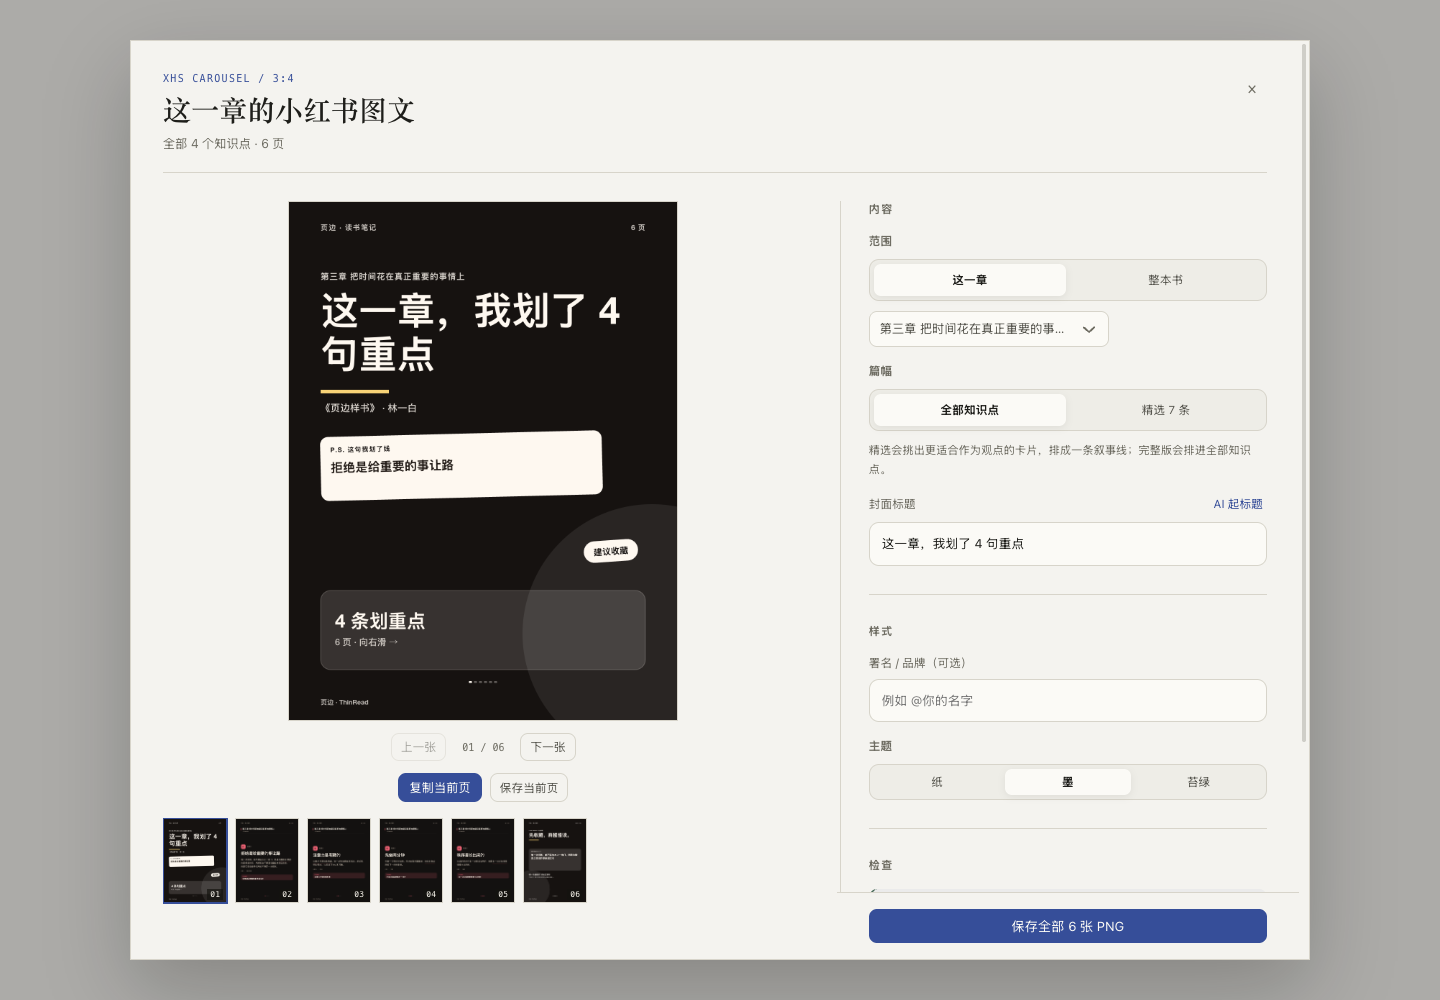 XHS CAROUSEL / 3:4
这一章的小红书图文
全部 4 个知识点 · 6 页
×
页边 · 读书笔记
6 页
第三章 把时间花在真正重要的事情上
这一章，我划了 4
句重点
《页边样书》 · 林一白
P.S. 这句我划了线
拒绝是给重要的事让路
建议收藏
4 条划重点
6 页 · 向右滑 →
页边 · ThinRead
上一张
01 / 06
下一张
复制当前页
保存当前页
这一章，我划了 4
句重点
01
02
03
04
05
06
内容
范围
这一章
整本书
第三章 把时间花在真正重要的事...
篇幅
全部知识点
精选 7 条
精选会挑出更适合作为观点的卡片，排成一条叙事线；完整版会排进全部知识
点。
封面标题
AI 起标题
这一章，我划了 4 句重点
样式
署名 / 品牌（可选）
例如 @你的名字
主题
纸
墨
苔绿
检查
保存全部 6 张 PNG